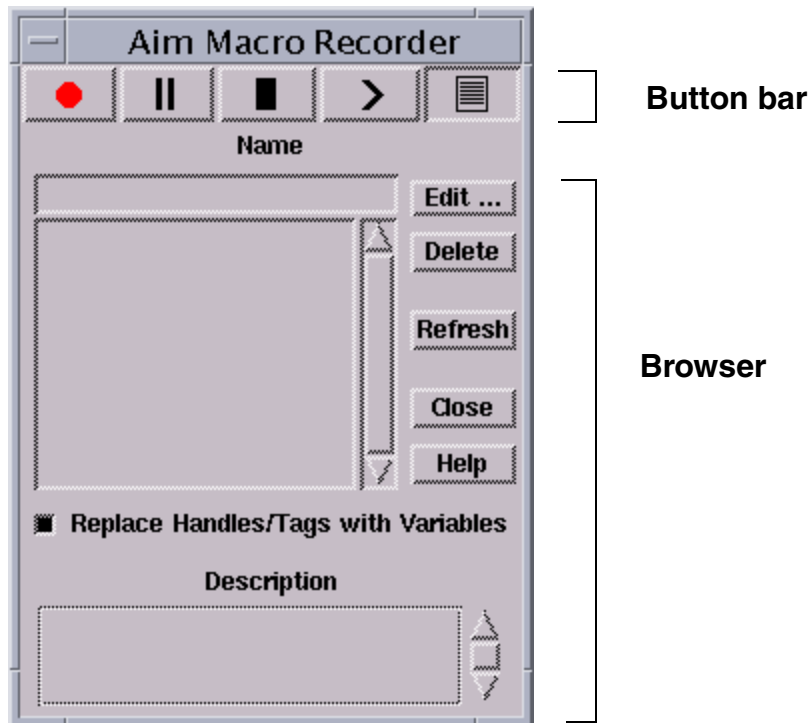 Aim Macro Recorder
Button bar
Name
Edit ...
Delete
Refresh
Browser
Close
Help
Replace Handles/Tags with Variables
Description